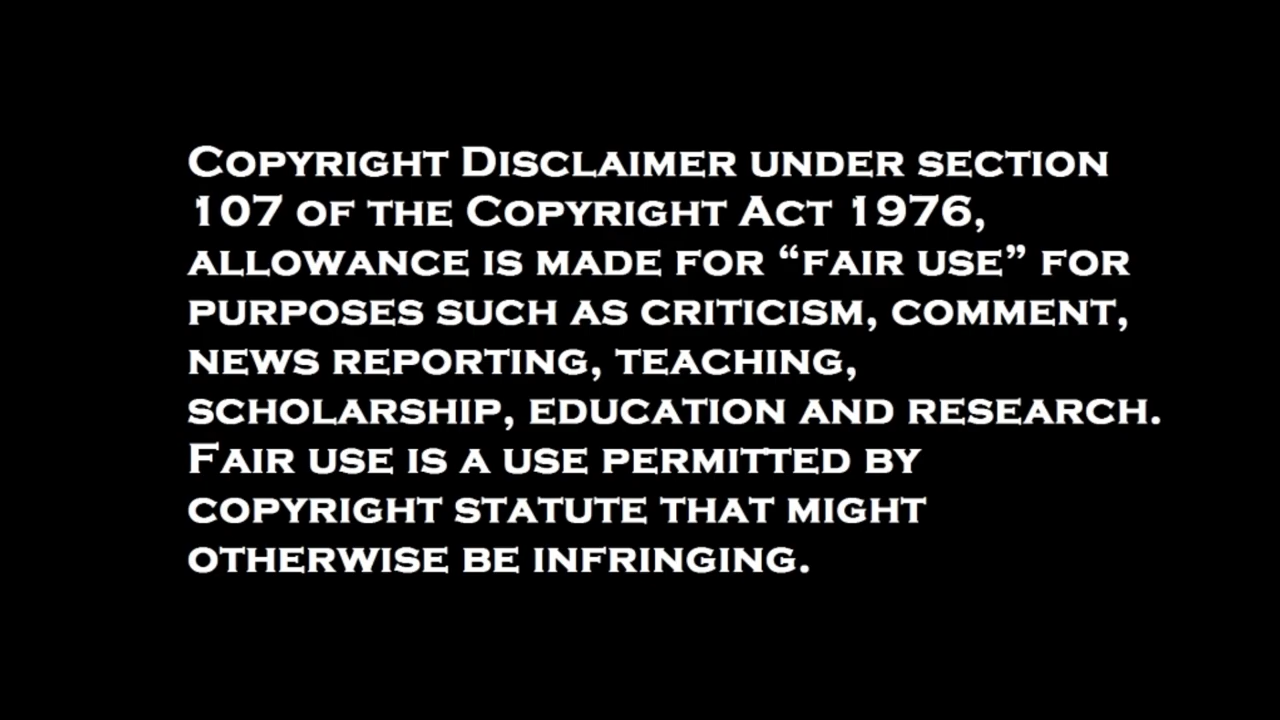 Copyright Disclaimer under section
107 of the Copyright Act 1976,
allowance is made for “fair use” for
purposes such as criticism, comment,
news reporting, teaching,
scholarship, education and research.
Fair use is a use permitted by
copyright statute that might
otherwise be infringing.